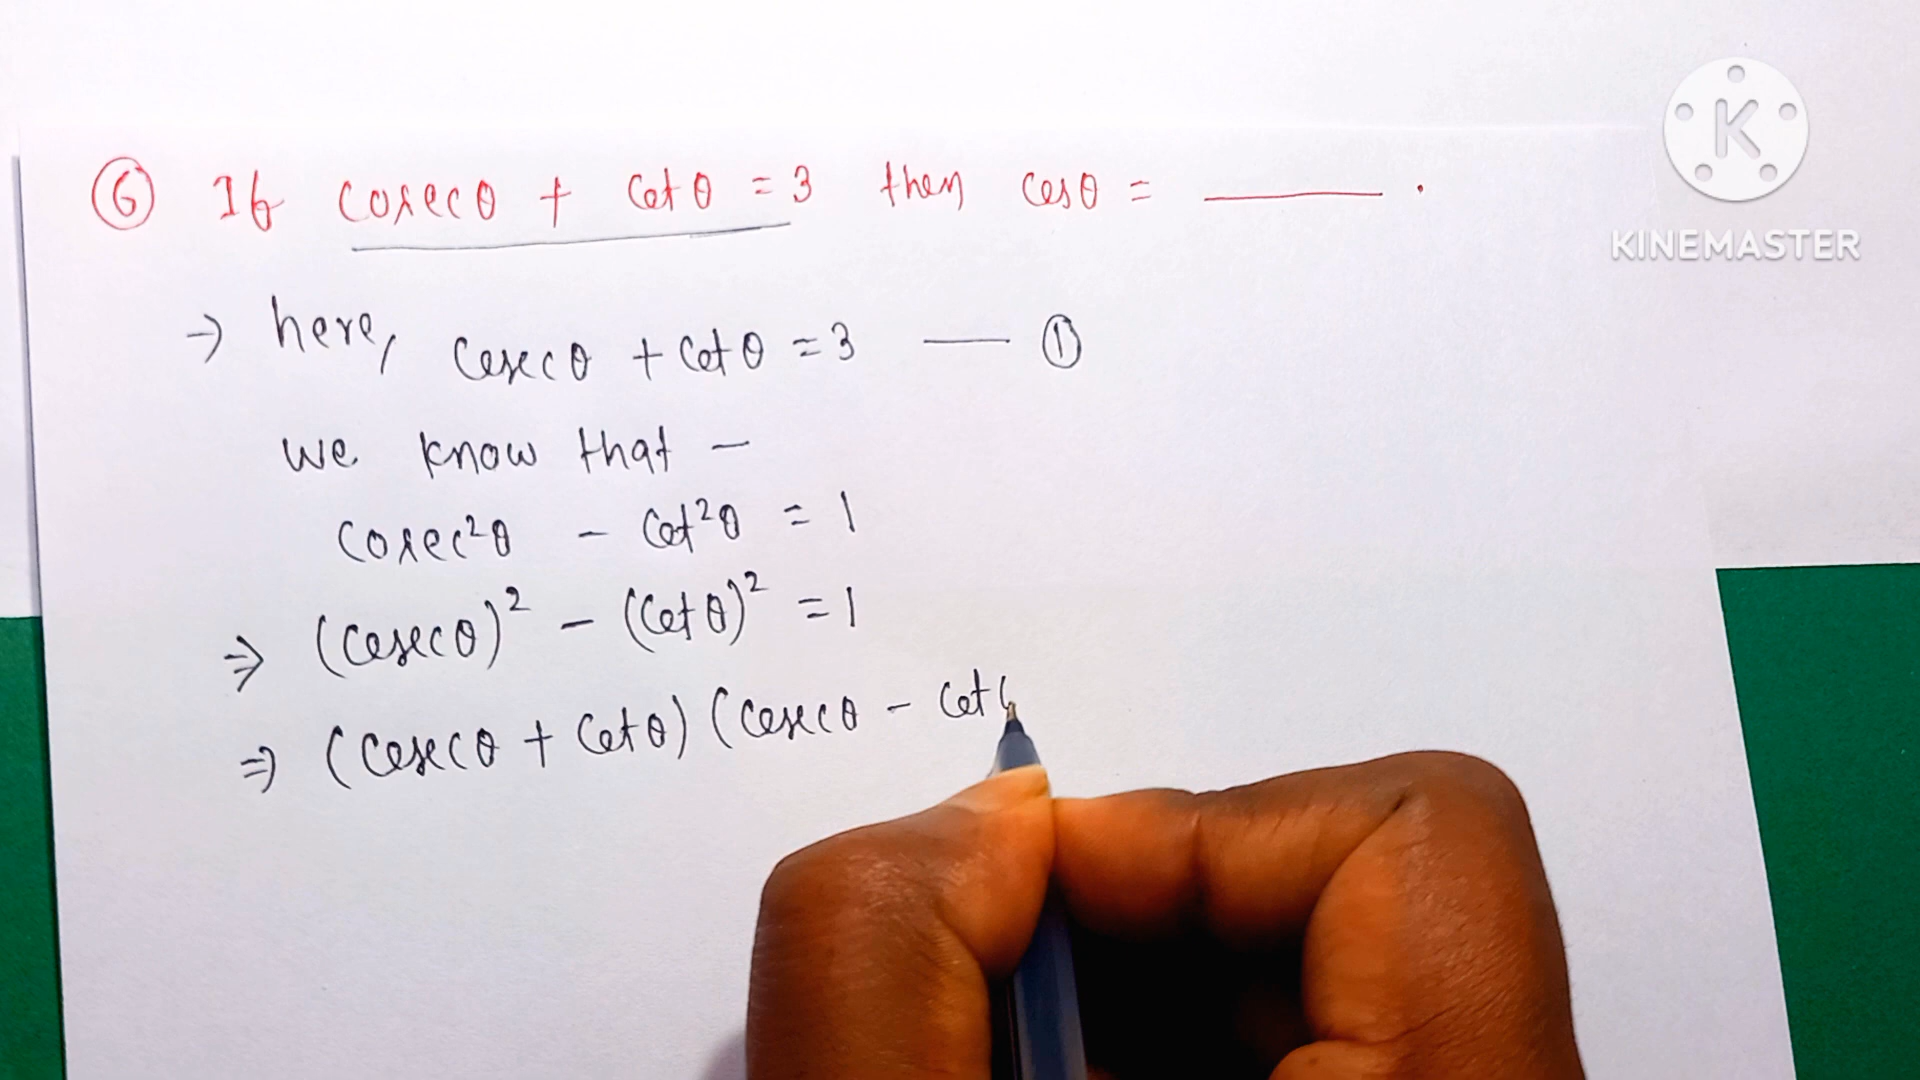 ⑥ If cosecθ + cotθ = 3 then cosθ = ______ .
K
KINEMASTER
→ here, cosecθ + cotθ = 3 — ①
we know that –
cosec²θ - cot²θ = 1
⇒ (cosecθ)² - (cotθ)² = 1
⇒ (cosecθ + cotθ) (cosecθ - cot